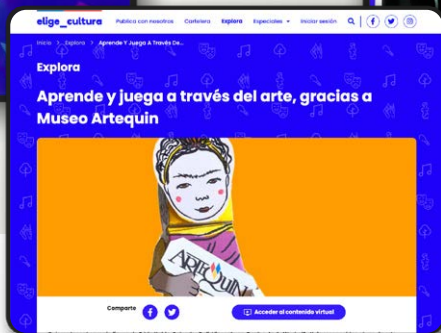 elige_cultura Publica con nosotros Cartelera Explora Especiales Iniciar sesión
Inicio > Explora > Aprende Y Juega A Través De...
Explora
Aprende y juega a través del arte, gracias a
Museo Artequin
ARTEQUIN
Comparte Acceder al contenido virtual